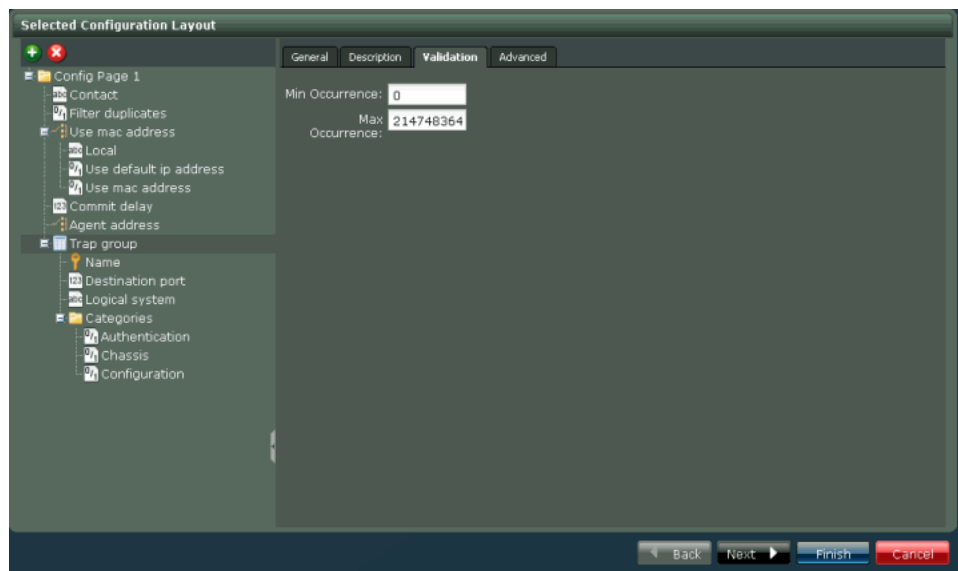 Selected Configuration Layout
General Description Validation Advanced
Config Page 1
Contact
Filter duplicates
Use mac address
Local
Use default ip address
Use mac address
Commit delay
Agent address
Trap group
Name
Destination port
Logical system
Categories
Authentication
Chassis
Configuration
Min Occurrence: 0
Max Occurrence: 214748364
Back Next Finish Cancel